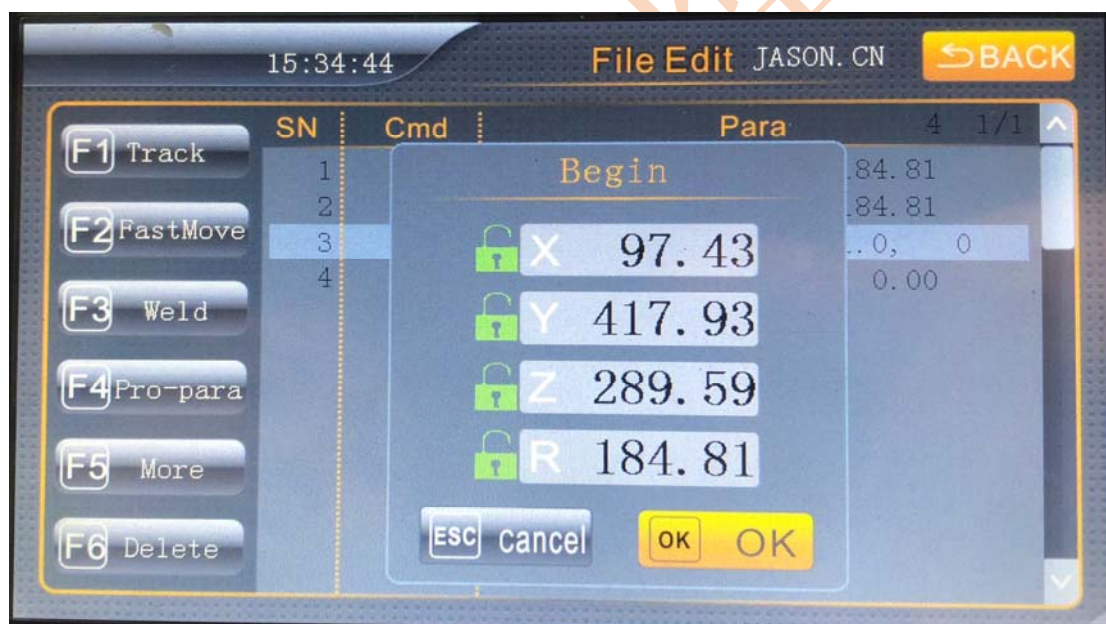 15:34:44 File Edit JASON.CN BACK
SN Cmd Para 4 1/1
F1 Track
F2 FastMove
F3 Weld
F4 Pro-para
F5 More
F6 Delete
1 .84.81
2 .84.81
3 ..0, 0
4 0.00
Begin
X 97.43
Y 417.93
Z 289.59
R 184.81
ESC cancel OK OK